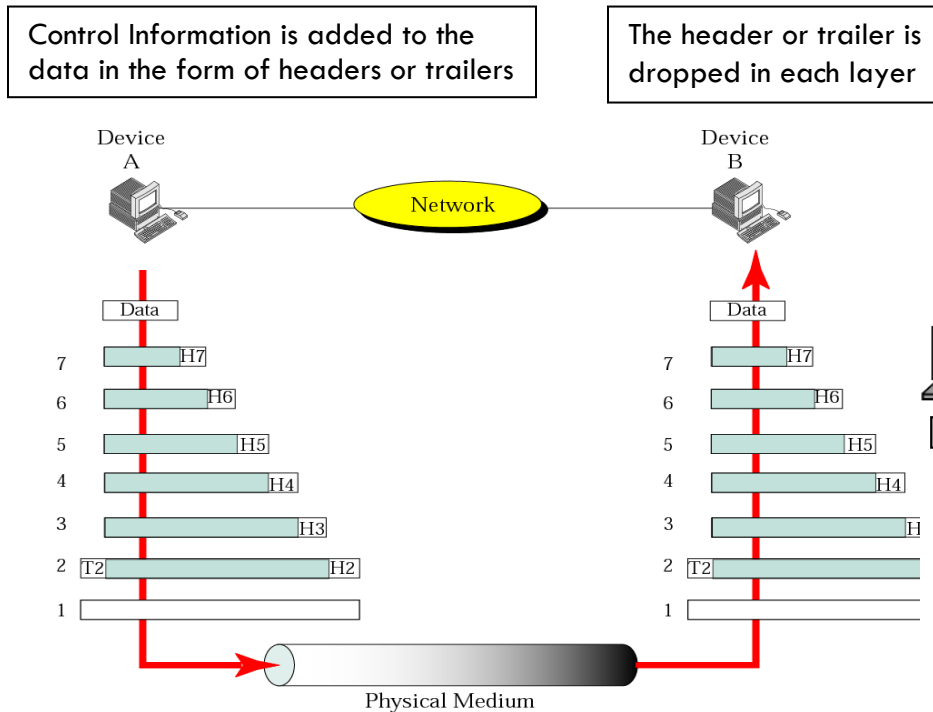 Control Information is added to the
data in the form of headers or trailers
The header or trailer is
dropped in each layer
Device
A
Device
B
Network
Data
Data
7
H7
7
H7
6
H6
6
H6
5
H5
5
H5
4
H4
4
H4
3
H3
3
H
2
T2
H2
2
T2
1
1
Physical Medium